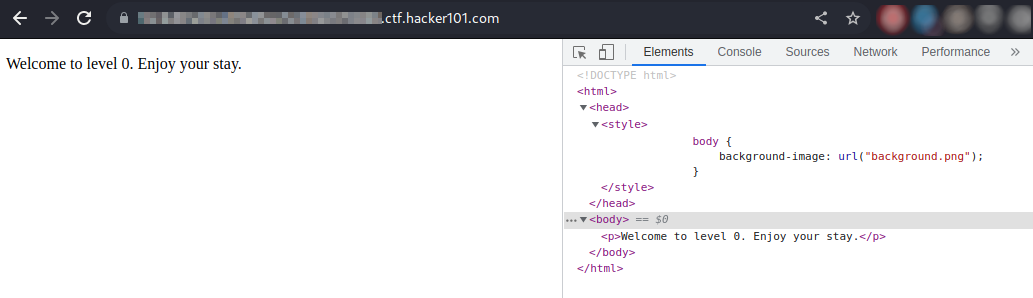 .ctf.hacker101.com
Welcome to level 0. Enjoy your stay.
Elements Console Sources Network Performance »
<!DOCTYPE html>
<html>
<head>
<style>
body {
background-image: url("background.png");
}
</style>
</head>
<body> == $0
<p>Welcome to level 0. Enjoy your stay.</p>
</body>
</html>